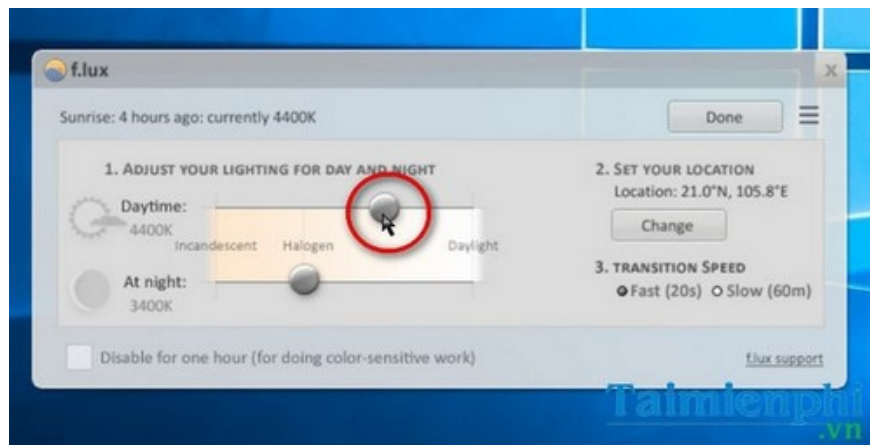 f.lux
x
Sunrise: 4 hours ago: currently 4400K
Done
1. ADJUST YOUR LIGHTING FOR DAY AND NIGHT
Daytime:
4400K
Incandescent Halogen Daylight
At night:
3400K
2. SET YOUR LOCATION
Location: 21.0°N, 105.8°E
Change
3. TRANSITION SPEED
Fast (20s) Slow (60m)
Disable for one hour (for doing color-sensitive work)
f.lux support
Taimienphi
.vn